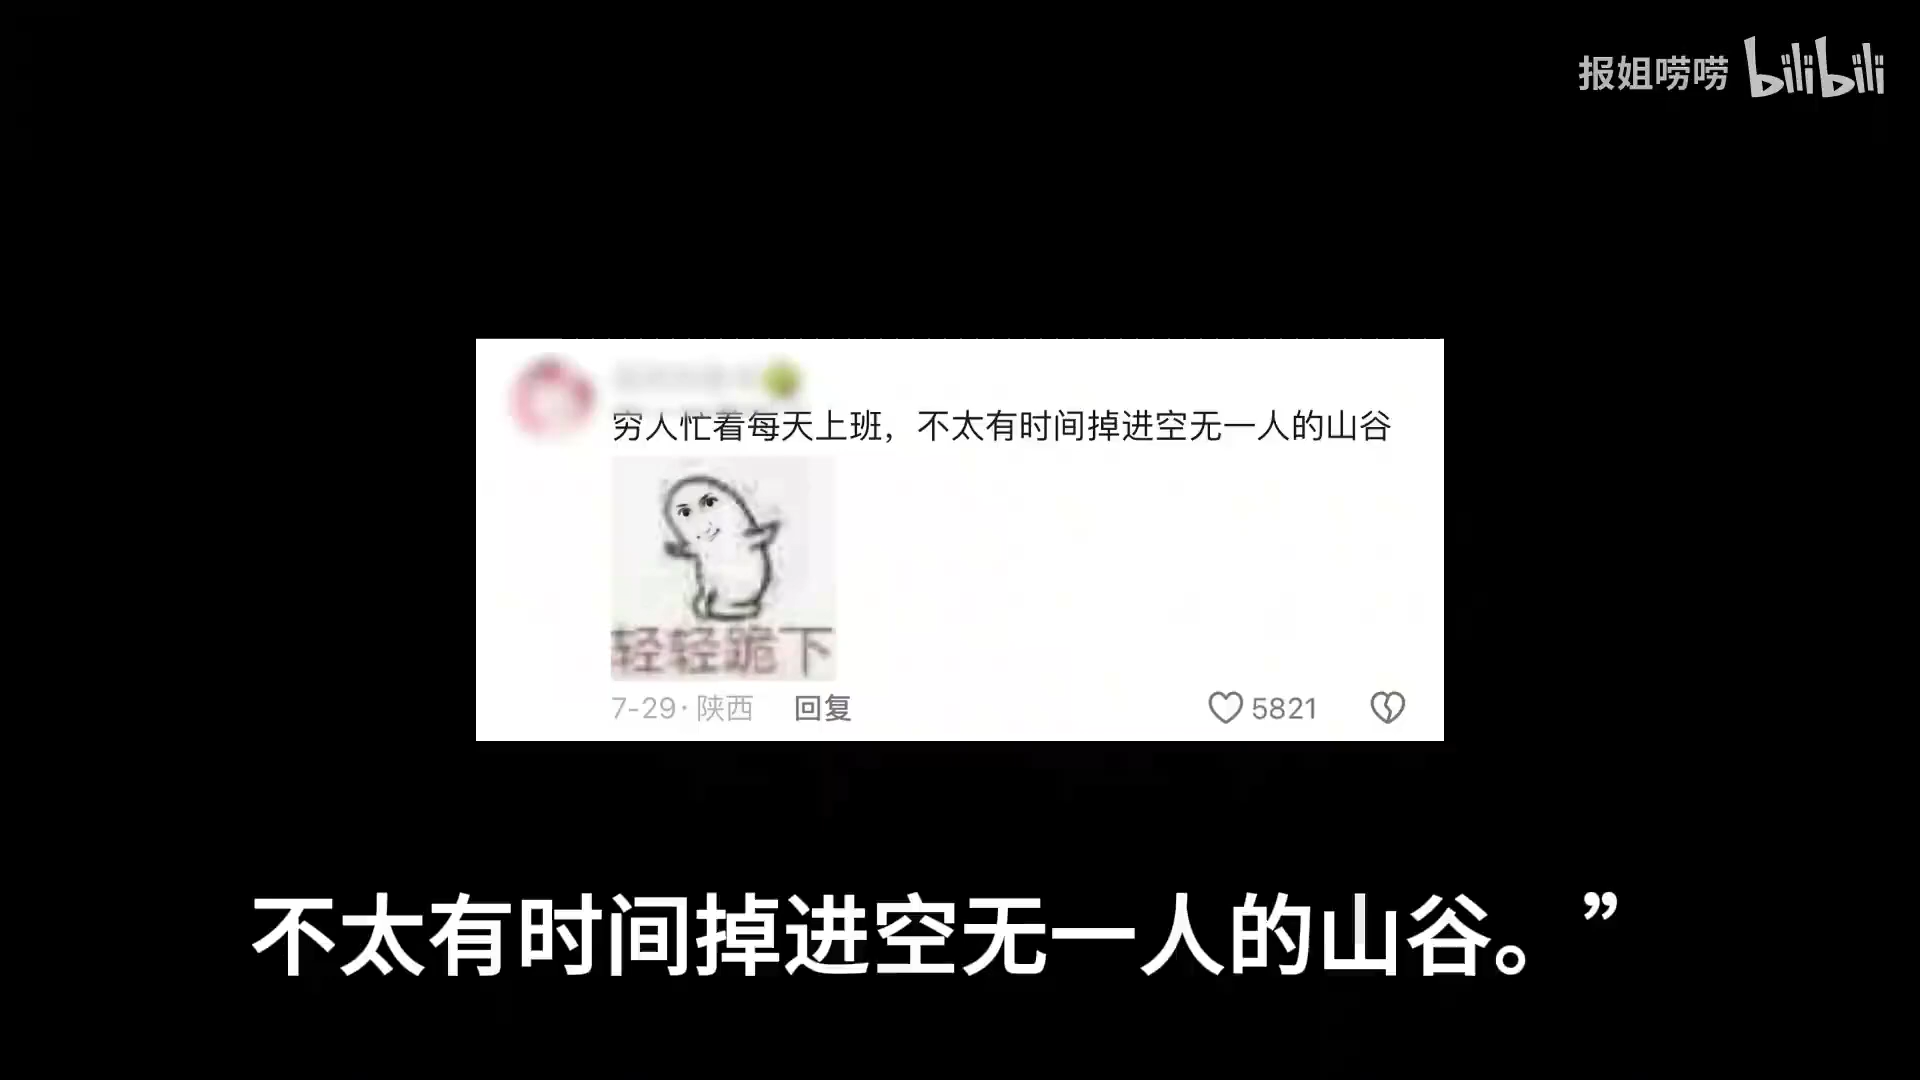 报姐唠唠 bilibili
穷人忙着每天上班，不太有时间掉进空无一人的山谷
轻轻跪下
7-29·陕西 回复 5821
不太有时间掉进空无一人的山谷。”